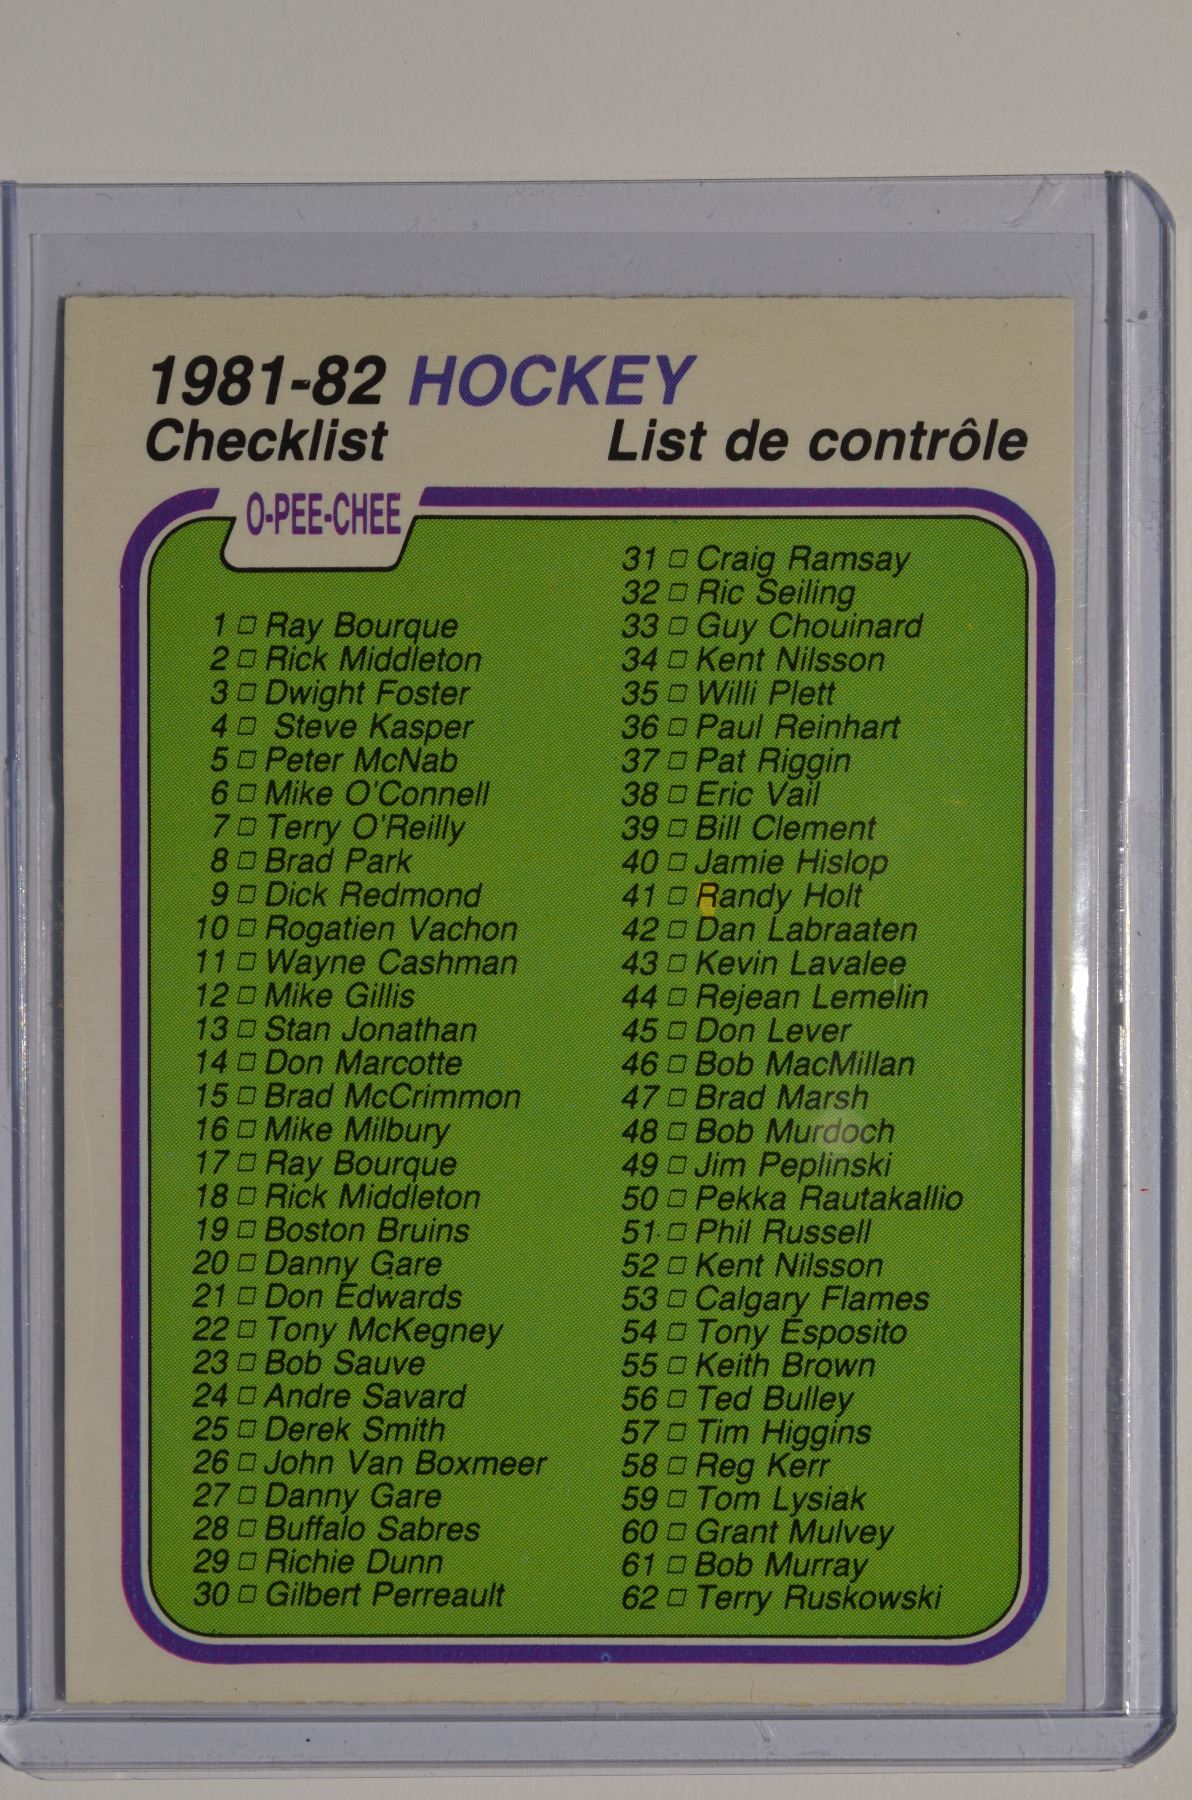 1981-82 HOCKEY
Checklist List de contrôle
O-PEE-CHEE
1 □ Ray Bourque
2 □ Rick Middleton
3 □ Dwight Foster
4 □ Steve Kasper
5 □ Peter McNab
6 □ Mike O'Connell
7 □ Terry O'Reilly
8 □ Brad Park
9 □ Dick Redmond
10 □ Rogatien Vachon
11 □ Wayne Cashman
12 □ Mike Gillis
13 □ Stan Jonathan
14 □ Don Marcotte
15 □ Brad McCrimmon
16 □ Mike Milbury
17 □ Ray Bourque
18 □ Rick Middleton
19 □ Boston Bruins
20 □ Danny Gare
21 □ Don Edwards
22 □ Tony McKegney
23 □ Bob Sauve
24 □ Andre Savard
25 □ Derek Smith
26 □ John Van Boxmeer
27 □ Danny Gare
28 □ Buffalo Sabres
29 □ Richie Dunn
30 □ Gilbert Perreault
31 □ Craig Ramsay
32 □ Ric Seiling
33 □ Guy Chouinard
34 □ Kent Nilsson
35 □ Willi Plett
36 □ Paul Reinhart
37 □ Pat Riggin
38 □ Eric Vail
39 □ Bill Clement
40 □ Jamie Hislop
41 □ Randy Holt
42 □ Dan Labraaten
43 □ Kevin Lavalee
44 □ Rejean Lemelin
45 □ Don Lever
46 □ Bob MacMillan
47 □ Brad Marsh
48 □ Bob Murdoch
49 □ Jim Peplinski
50 □ Pekka Rautakallio
51 □ Phil Russell
52 □ Kent Nilsson
53 □ Calgary Flames
54 □ Tony Esposito
55 □ Keith Brown
56 □ Ted Bulley
57 □ Tim Higgins
58 □ Reg Kerr
59 □ Tom Lysiak
60 □ Grant Mulvey
61 □ Bob Murray
62 □ Terry Ruskowski